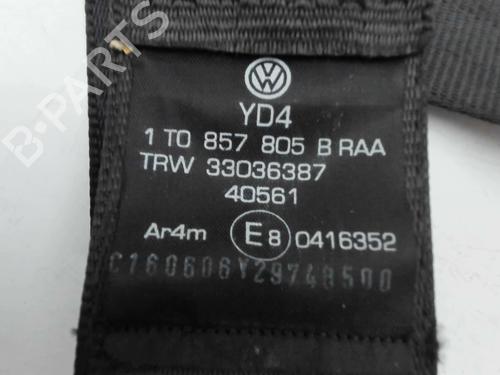 YD4
1 T0 857 805 B RAA
TRW 33036387
40561
Ar4m E8 0416352
C160606Y29748500
B-PARTS